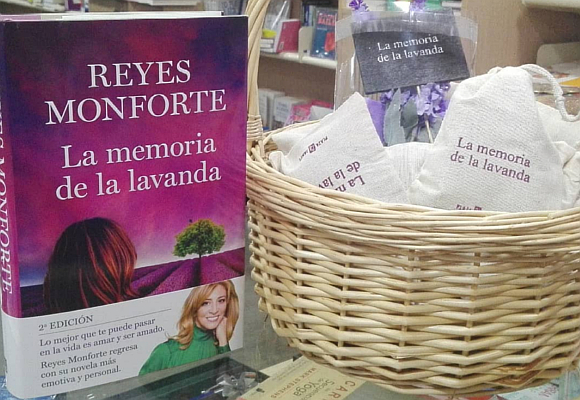 REYES
MONFORTE
La memoria
de la lavanda
2ª EDICIÓN
Lo mejor que te puede pasar
en la vida es amar y ser amado.
Reyes Monforte regresa
con su novela más
emotiva y personal.
La memoria
de la lavanda
La memoria
de la lavanda